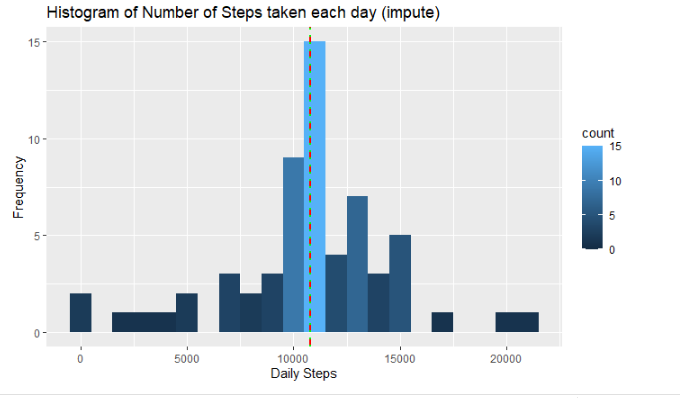 Histogram of Number of Steps taken each day (impute)
15
10
5
0
Frequency
0 5000 10000 15000 20000
Daily Steps
count
15
10
5
0